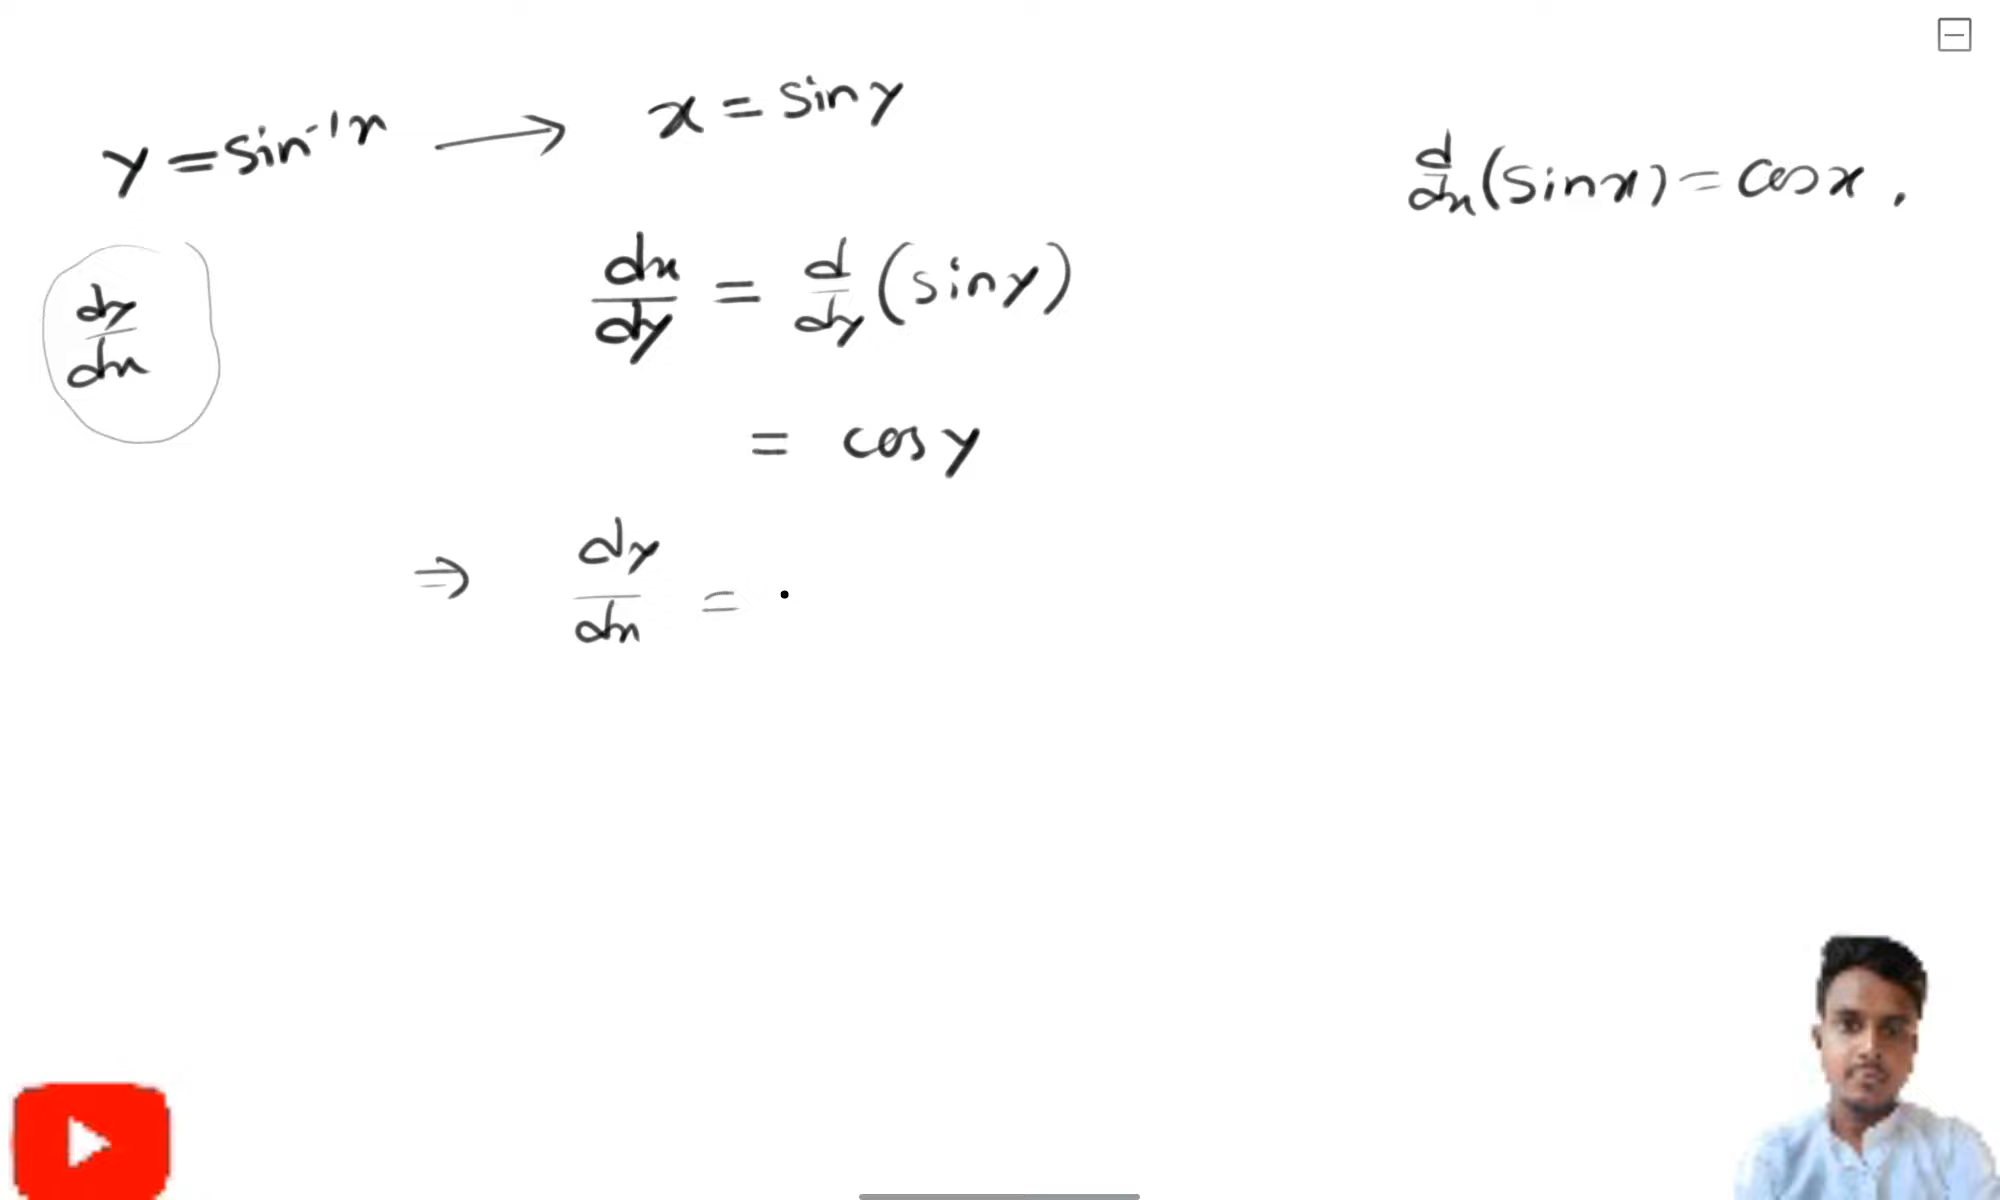 y = sin⁻¹x → x = sin y
d/dx (sin x) = cos x .
dy/dx
dx/dy = d/dy (sin y)
= cos y
⇒ dy/dx =